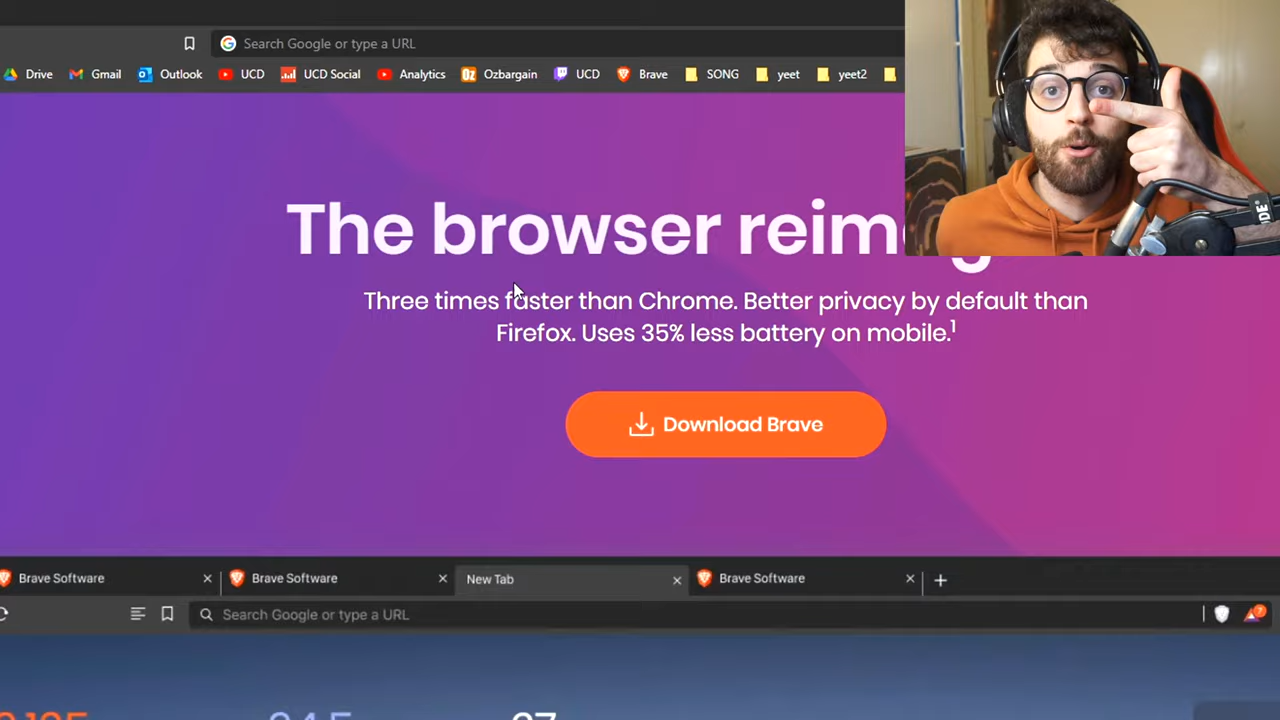 Search Google or type a URL
Drive Gmail Outlook UCD UCD Social Analytics Ozbargain UCD Brave SONG yeet yeet2
The browser
Three times faster than Chrome. Better privacy by default than
Firefox. Uses 35% less battery on mobile.1
Download Brave
Brave Software Brave Software New Tab Brave Software
Search Google or type a URL